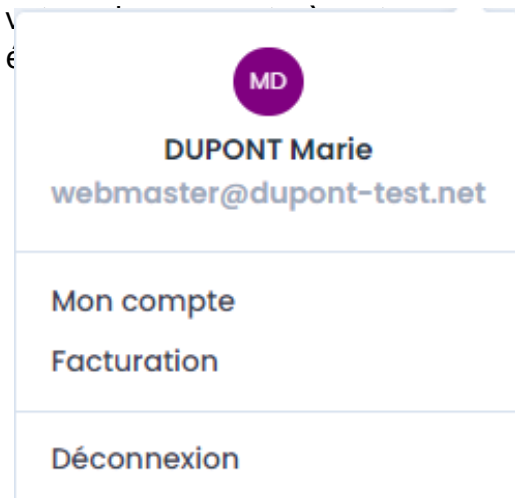 MD
DUPONT Marie
webmaster@dupont-test.net
Mon compte
Facturation
Déconnexion